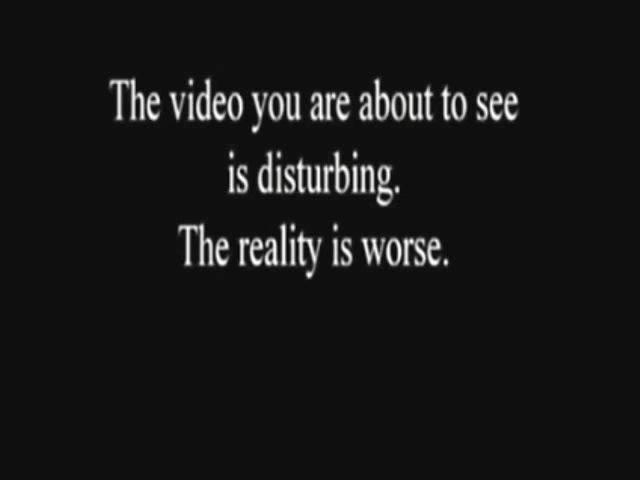 The video you are about to see
is disturbing.
The reality is worse.